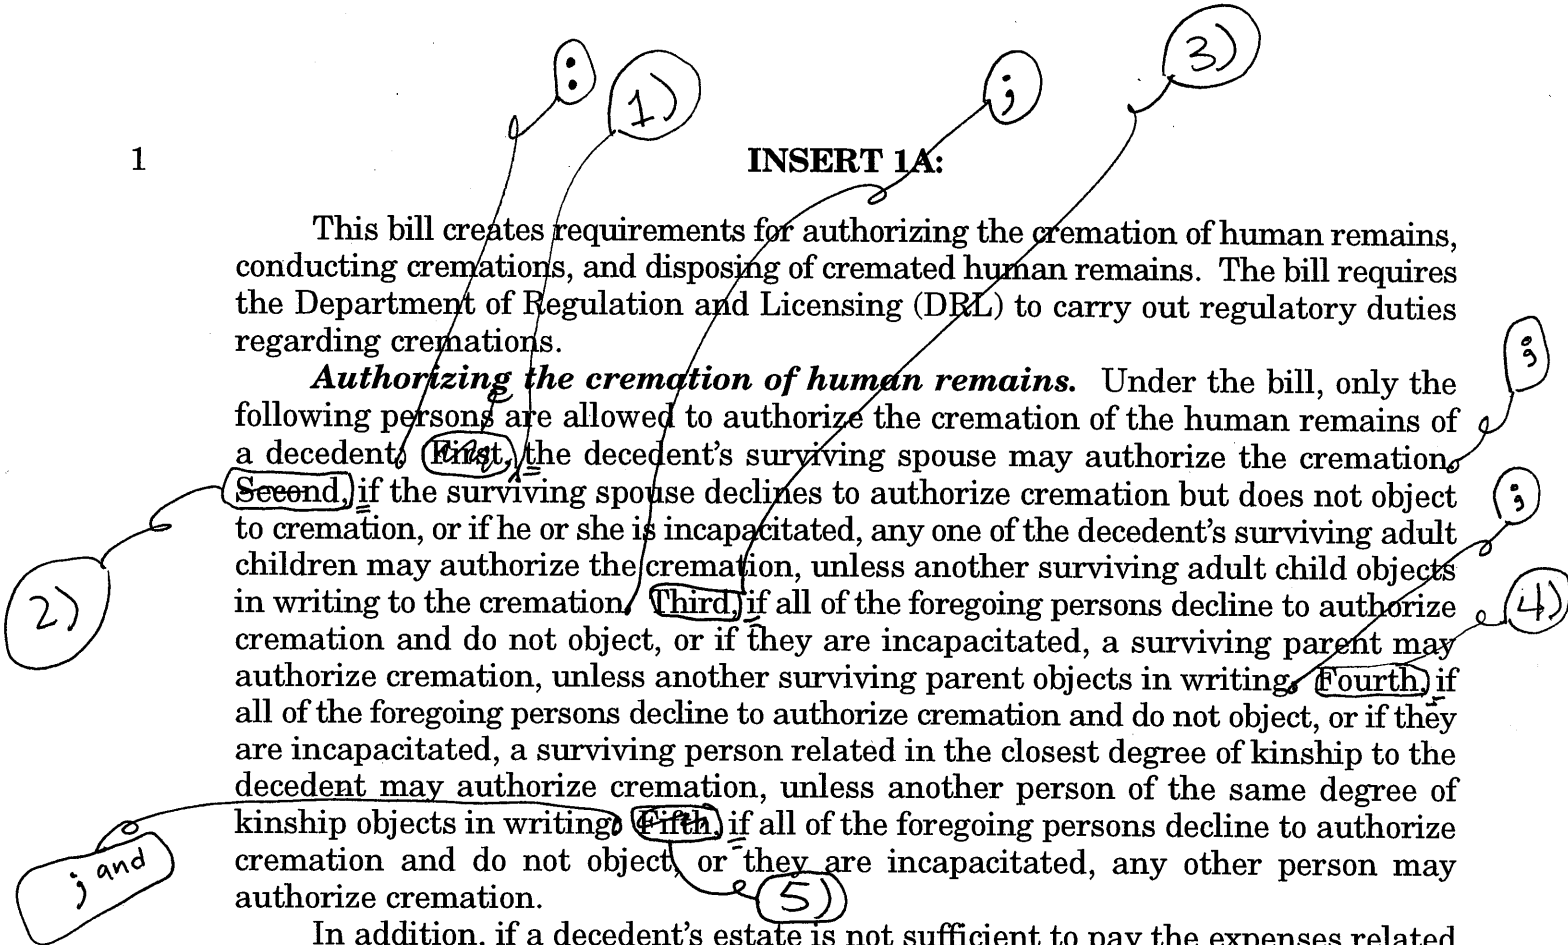 : 1) ; 3)
1 INSERT 1A:
This bill creates requirements for authorizing the cremation of human remains,
conducting cremations, and disposing of cremated human remains. The bill requires
the Department of Regulation and Licensing (DRL) to carry out regulatory duties
regarding cremations.
Authorizing the cremation of human remains. Under the bill, only the
following persons are allowed to authorize the cremation of the human remains of
a decedent. First, the decedent's surviving spouse may authorize the cremation.
;
Second, if the surviving spouse declines to authorize cremation but does not object
;
to cremation, or if he or she is incapacitated, any one of the decedent's surviving adult
children may authorize the cremation, unless another surviving adult child objects
2)
in writing to the cremation. Third, if all of the foregoing persons decline to authorize
4)
cremation and do not object, or if they are incapacitated, a surviving parent may
authorize cremation, unless another surviving parent objects in writing. Fourth, if
all of the foregoing persons decline to authorize cremation and do not object, or if they
are incapacitated, a surviving person related in the closest degree of kinship to the
decedent may authorize cremation, unless another person of the same degree of
kinship objects in writing. Fifth, if all of the foregoing persons decline to authorize
; and
cremation and do not object, or they are incapacitated, any other person may
authorize cremation.
5)
In addition, if a decedent's estate is not sufficient to pay the expenses related